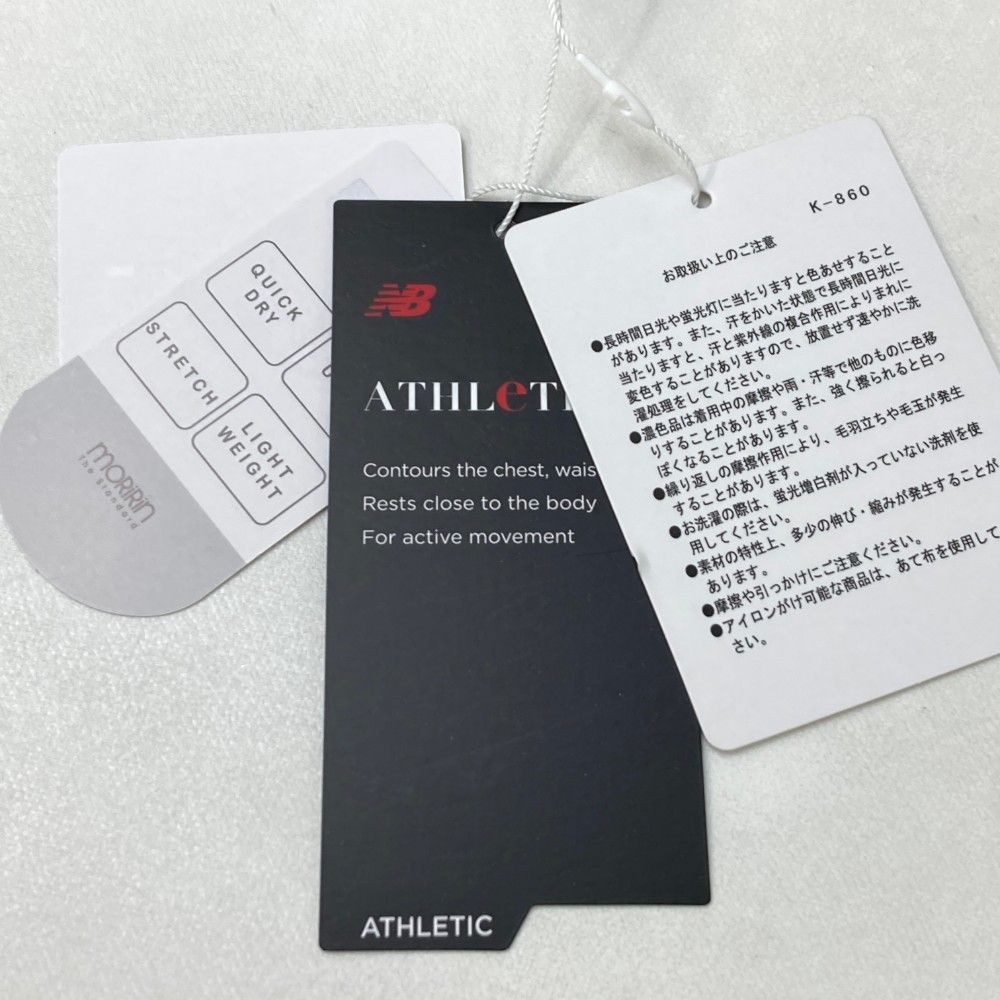 QUICK
DRY
STRETCH
LIGHT
WEIGHT
MORIRIN
The Standard
NB
Contours the chest,
Rests close to the body
For active movement
ATHLETIC
K-860
お取扱い上のご注意
●長時間日光や蛍光灯に当たりますと色あせすること
があります。また、汗をかいた状態で長時間日光に
当たりますと、汗と紫外線の複合作用によりまれに
変色することがありますので、放置せず速やかに洗
濯処理をしてください。
●濃色品は着用中の摩擦や雨・汗等で他のものに色移
りすることがあります。また、強く擦られると白っ
ぽくなることがあります。
●繰り返しの摩擦作用により、毛羽立ちや毛玉が発生
することがあります。
●お洗濯の際は、蛍光増白剤が入っていない洗剤を使
用してください。
●素材の特性上、多少の伸び・縮みが発生することが
あります。
●摩擦や引っかけにご注意ください。
●アイロンがけ可能な商品は、あて布を使用して
さい。